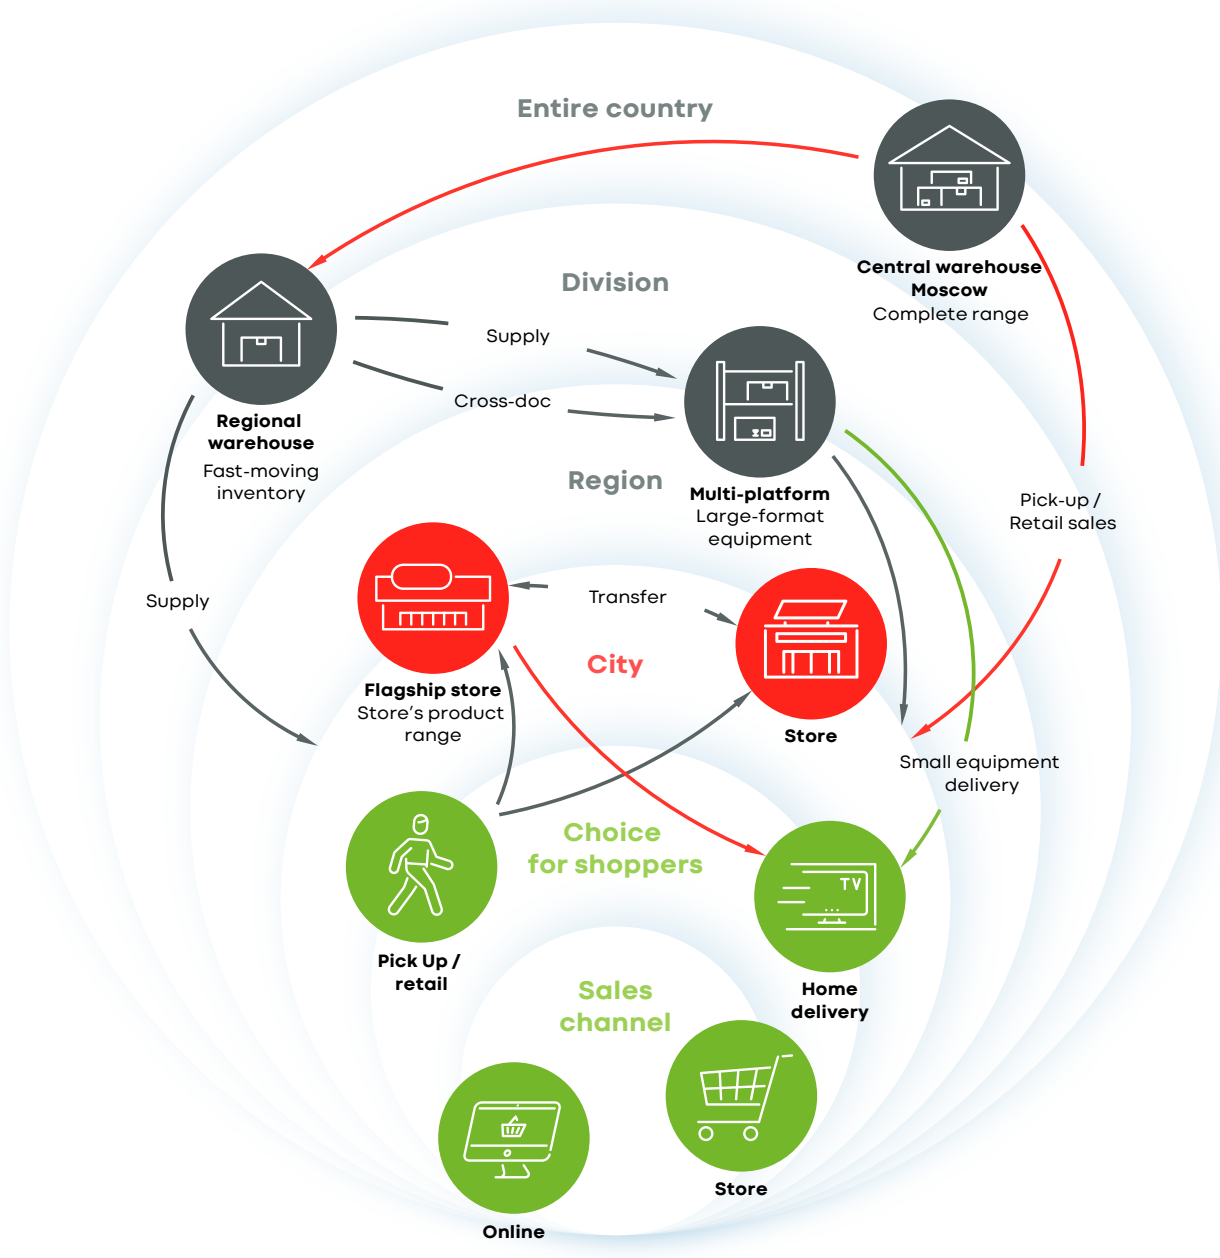 Entire country
Central warehouse
Moscow
Complete range
Division
Supply
Cross-doc
Regional
warehouse
Fast-moving
inventory
Region
Multi-platform
Large-format
equipment
Pick-up /
Retail sales
Supply
Transfer
City
Flagship store
Store’s product
range
Store
Small equipment
delivery
Choice
for shoppers
TV
Pick Up /
retail
Home
delivery
Sales
channel
Store
Online